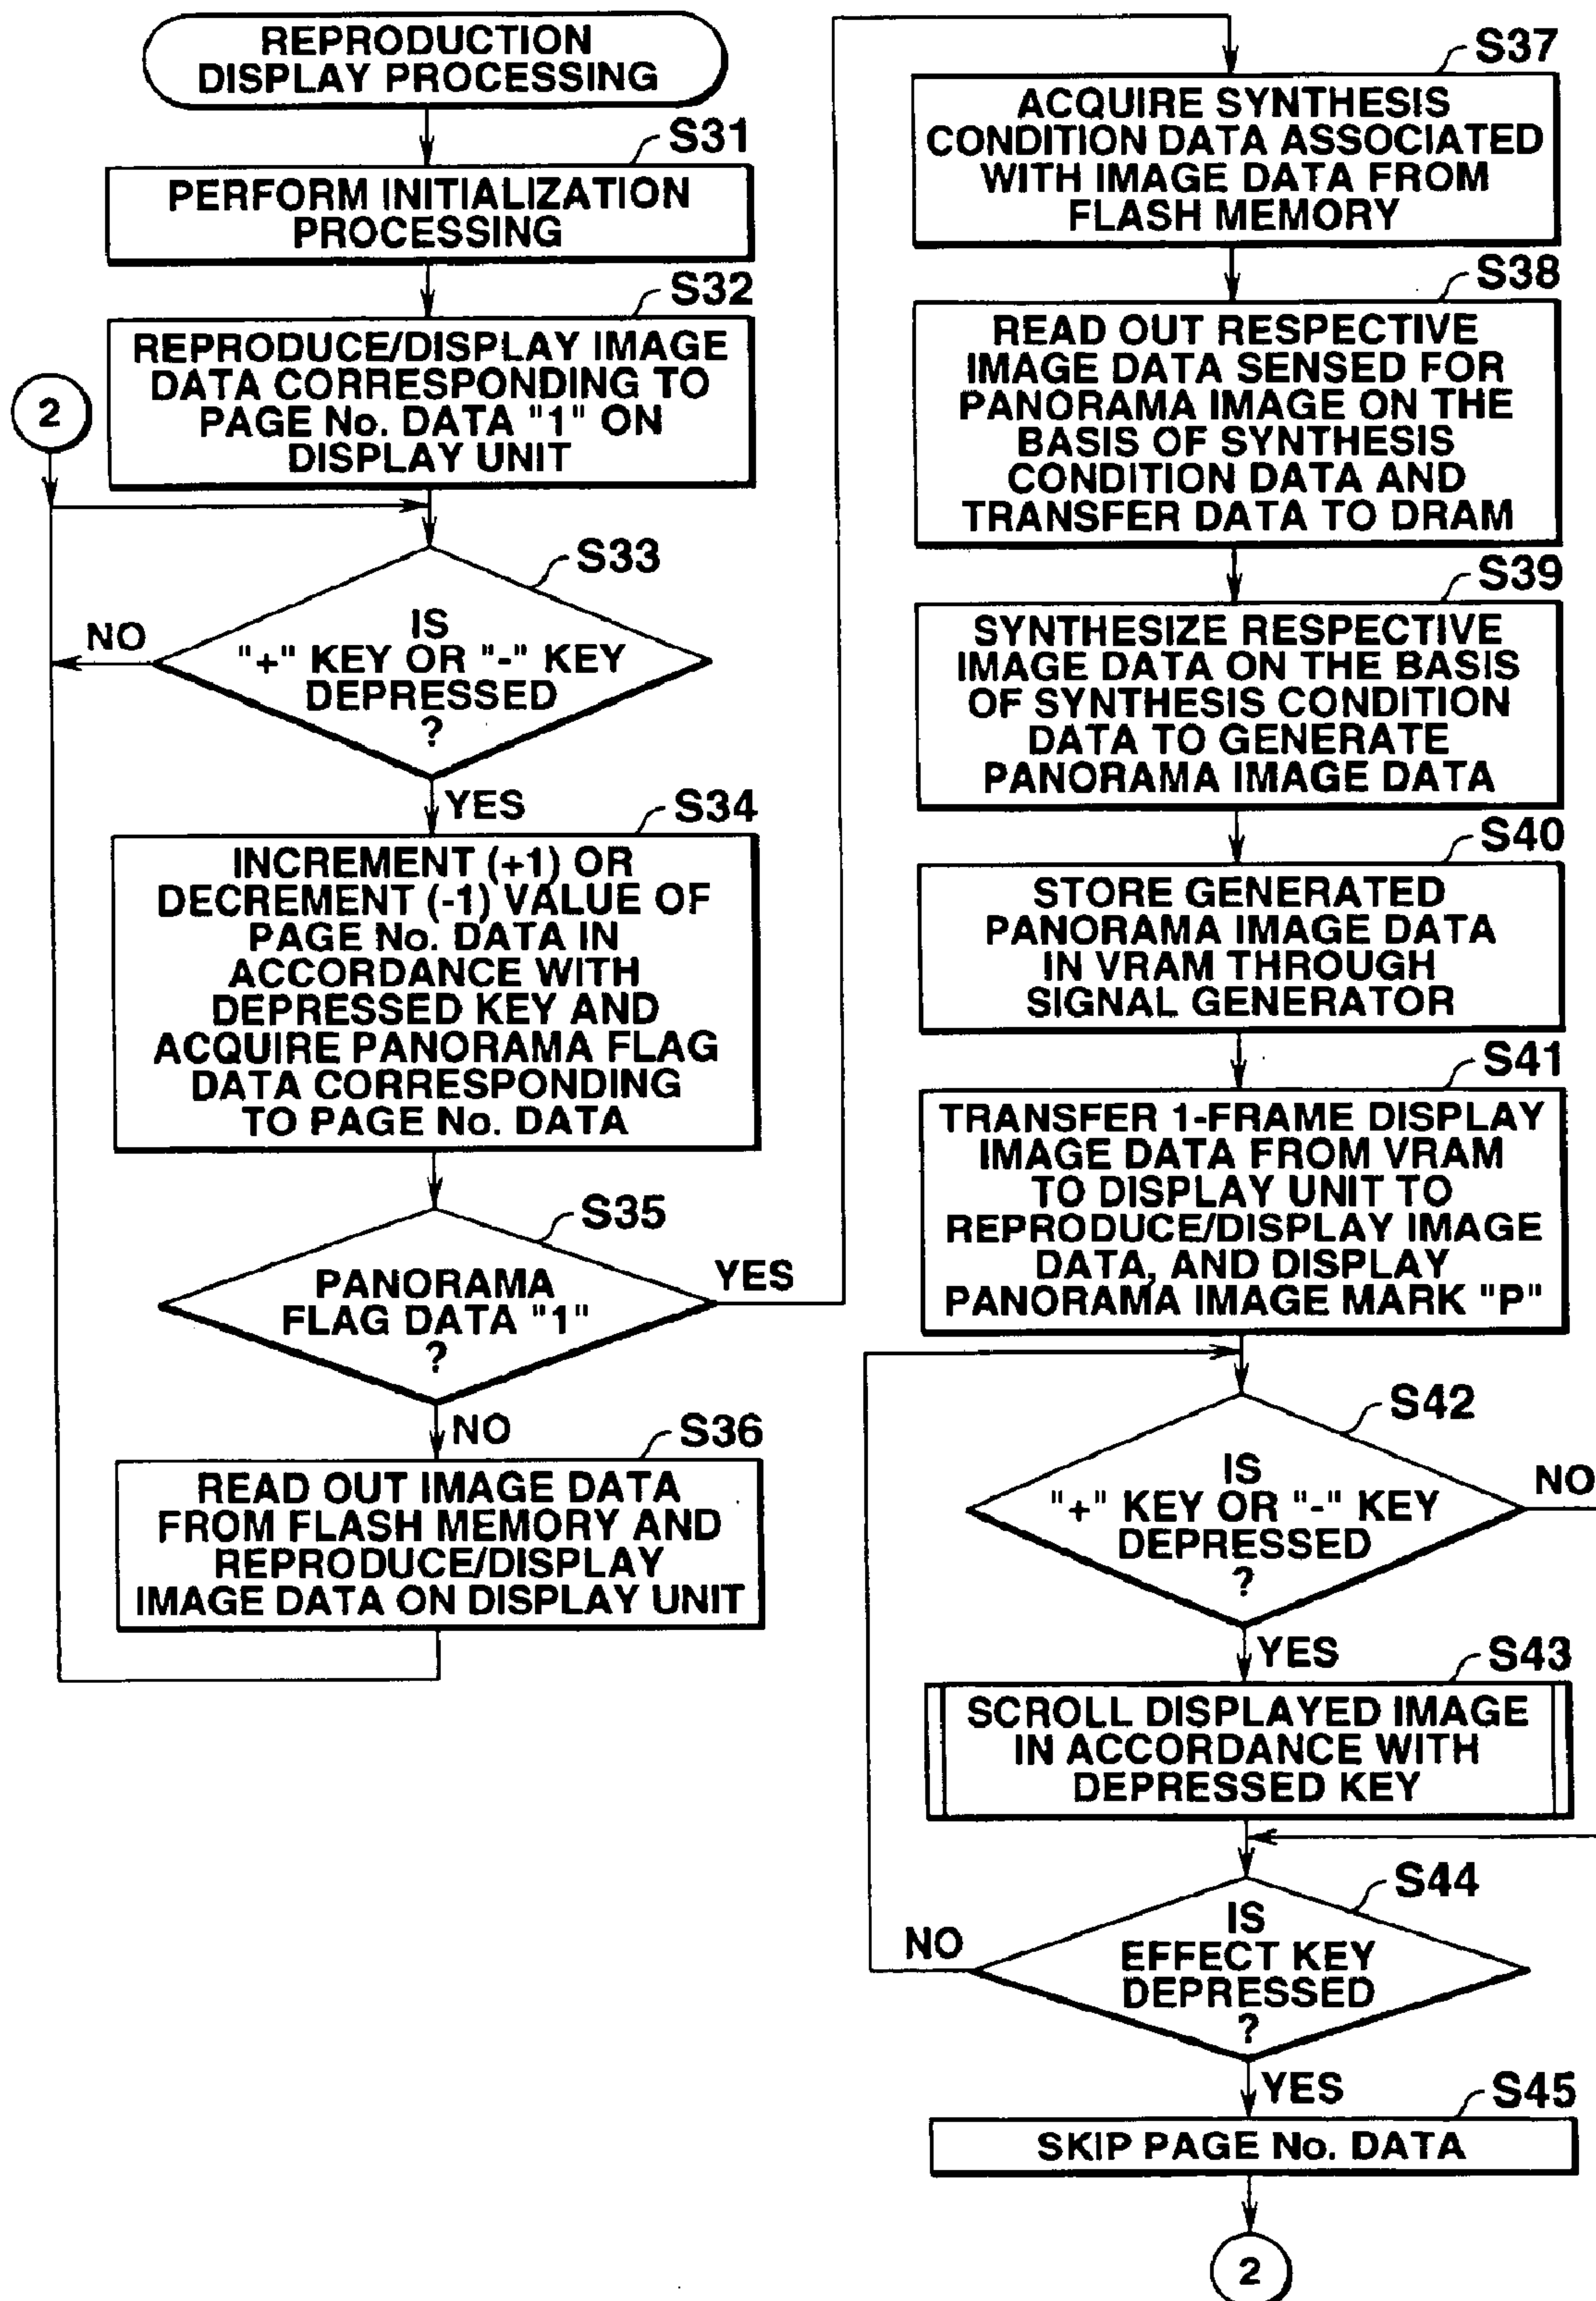 REPRODUCTION
DISPLAY PROCESSING
S31
PERFORM INITIALIZATION
PROCESSING
S32
REPRODUCE/DISPLAY IMAGE
DATA CORRESPONDING TO
PAGE No. DATA "1" ON
DISPLAY UNIT
2
S33
IS
"+" KEY OR "-" KEY
DEPRESSED
?
NO
YES
S34
INCREMENT (+1) OR
DECREMENT (-1) VALUE OF
PAGE No. DATA IN
ACCORDANCE WITH
DEPRESSED KEY AND
ACQUIRE PANORAMA FLAG
DATA CORRESPONDING
TO PAGE No. DATA
S35
PANORAMA
FLAG DATA "1"
?
YES
NO
S36
READ OUT IMAGE DATA
FROM FLASH MEMORY AND
REPRODUCE/DISPLAY
IMAGE DATA ON DISPLAY UNIT
S37
ACQUIRE SYNTHESIS
CONDITION DATA ASSOCIATED
WITH IMAGE DATA FROM
FLASH MEMORY
S38
READ OUT RESPECTIVE
IMAGE DATA SENSED FOR
PANORAMA IMAGE ON THE
BASIS OF SYNTHESIS
CONDITION DATA AND
TRANSFER DATA TO DRAM
S39
SYNTHESIZE RESPECTIVE
IMAGE DATA ON THE BASIS
OF SYNTHESIS CONDITION
DATA TO GENERATE
PANORAMA IMAGE DATA
S40
STORE GENERATED
PANORAMA IMAGE DATA
IN VRAM THROUGH
SIGNAL GENERATOR
S41
TRANSFER 1-FRAME DISPLAY
IMAGE DATA FROM VRAM
TO DISPLAY UNIT TO
REPRODUCE/DISPLAY IMAGE
DATA, AND DISPLAY
PANORAMA IMAGE MARK "P"
S42
IS
"+" KEY OR "-" KEY
DEPRESSED
?
NO
YES
S43
SCROLL DISPLAYED IMAGE
IN ACCORDANCE WITH
DEPRESSED KEY
S44
IS
EFFECT KEY
DEPRESSED
?
NO
YES
S45
SKIP PAGE No. DATA
2